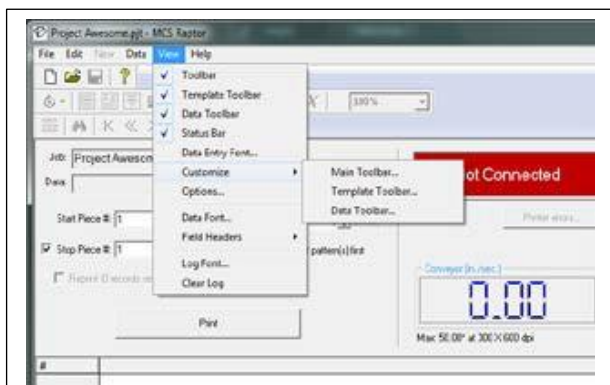 Project Awesome.pjt - MCS Raptor
File Edit New Data View Help
Toolbar
Template Toolbar
Data Toolbar
Status Bar
Data Entry Font...
Customize
Options...
Data Font...
Field Headers
Log Font...
Clear Log
Main Toolbar...
Template Toolbar...
Data Toolbar...
100%
Job: Project Awesom
Data:
Start Piece #: 1
Stop Piece #: 1
pattern(s) first
Print
ot Connected
Conveyor (in./sec.)
0.00
Max: 50.00" at 300 X 600 dpi
#